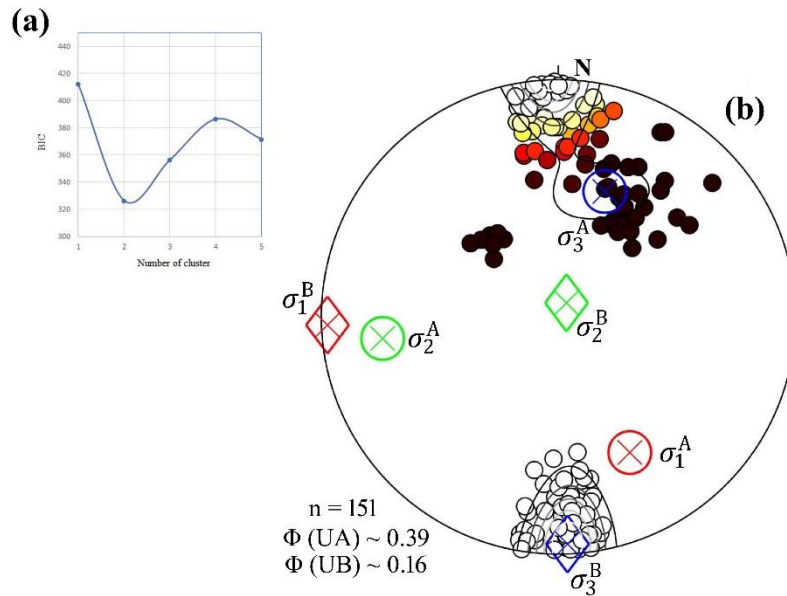 (a)
440
420
400
380
360
340
320
300
BIC
1 2 3 4 5
Number of cluster
N
(b)
σ₃ᴬ
σ₁ᴮ
σ₂ᴬ
σ₂ᴮ
σ₁ᴬ
n = 151
Φ (UA) ~ 0.39
Φ (UB) ~ 0.16
σ₃ᴮ